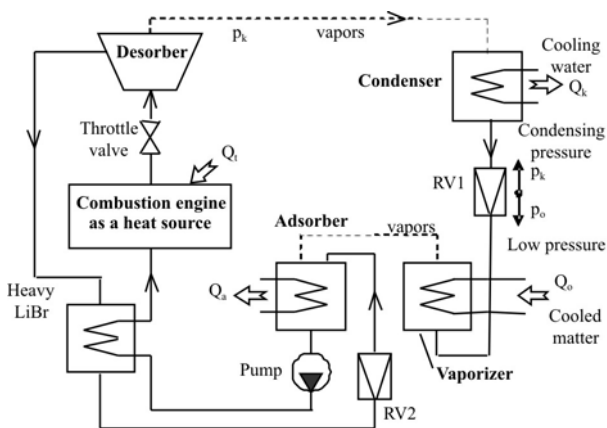 Desorber
p_k
vapors
Condenser
Cooling
water
Q_k
Throttle
valve
Q_t
Condensing
pressure
p_k
RV1
p_o
Combustion engine
as a heat source
Adsorber
vapors
Low pressure
Heavy
LiBr
Q_a
Q_o
Cooled
matter
Pump
Vaporizer
RV2